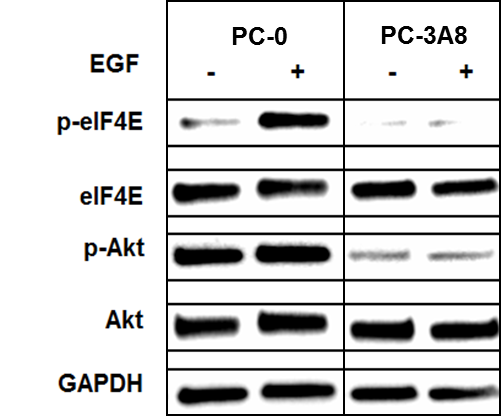 PC-0 PC-3A8
EGF - + - +
p-eIF4E
eIF4E
p-Akt
Akt
GAPDH